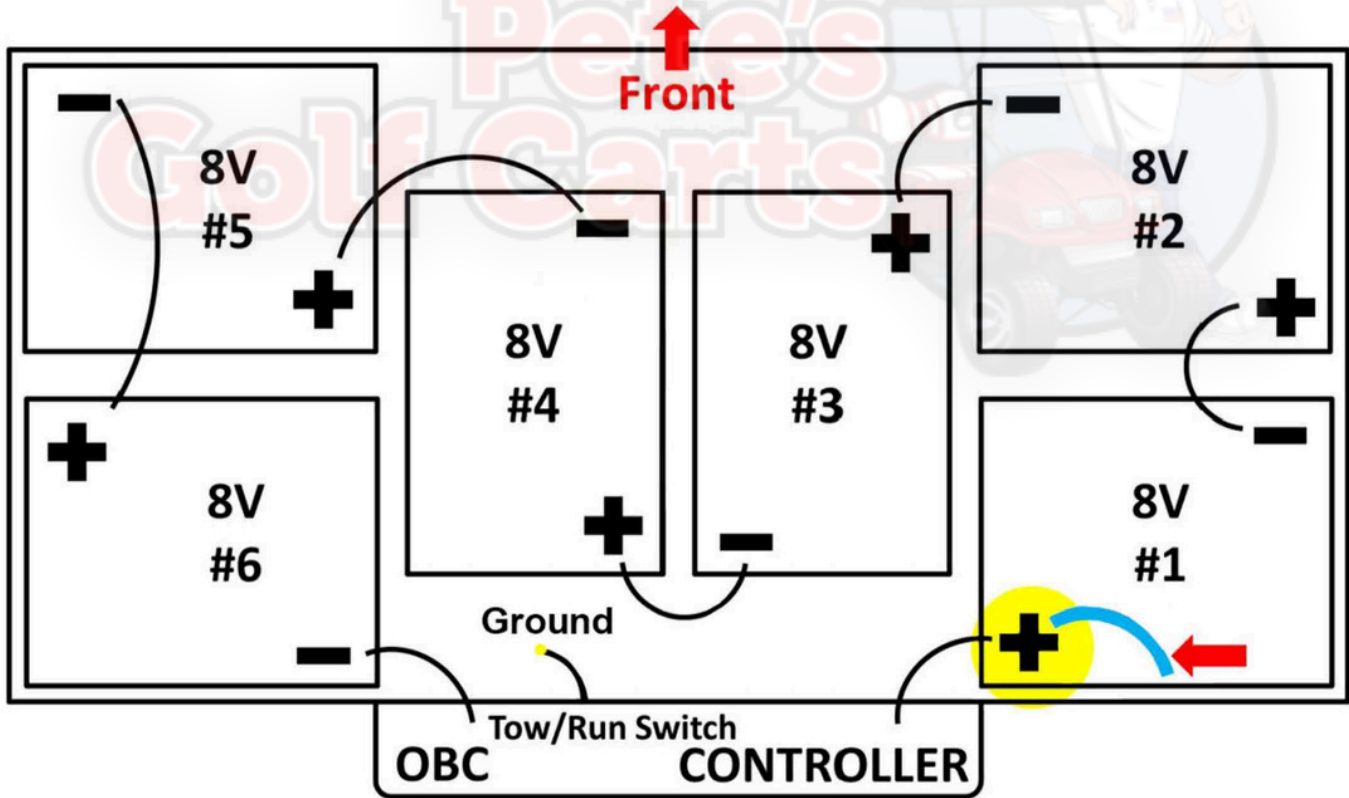 Pete's
Golf Carts
Front
8V
#5
8V
#2
8V
#4
8V
#3
8V
#6
8V
#1
Ground
Tow/Run Switch
OBC
CONTROLLER